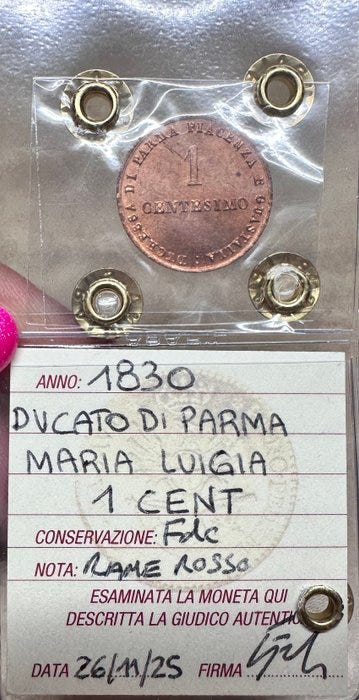 DUCHESSA DI PARMA PIACENZA E GUASTALLA
1
CENTESIMO
ANNO: 1830
DVCATO DI PARMA
MARIA LUIGIA
1 CENT
CONSERVAZIONE: Fdc
NOTA: RAME ROSSO
ESAMINATA LA MONETA QUI
DESCRITTA LA GIUDICO AUTENTIC
DATA 26/11/25 FIRMA